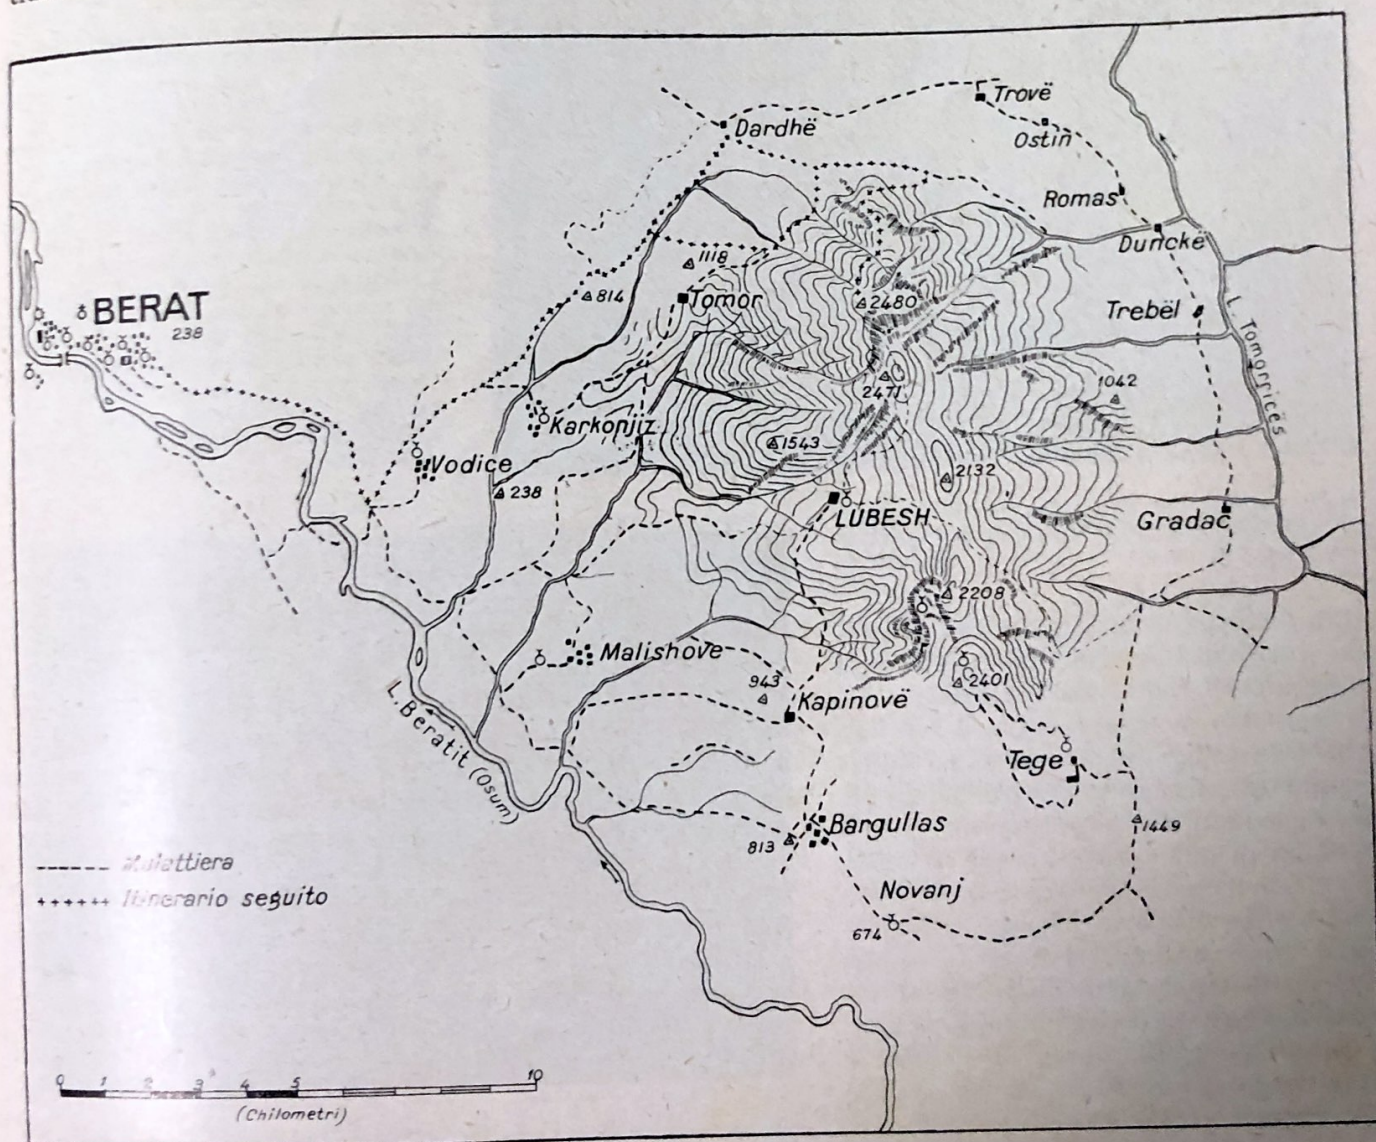 Trovë
Dardhë
Ostin
Romas
Dunckë
1118
814
Tomor
2480
BERAT
238
Trebël
L. Tomorricës
2471
1042
Karkonjiz
1543
Vodice
238
2132
LUBESH
Gradac
2208
Malishove
943
2401
Kapinovë
L. Beratit (Osum)
Tege
Bargullas
813
1449
Mulattiera
Itinerario seguito
Novanj
674
0 1 2 3 4 5 10
(Chilometri)